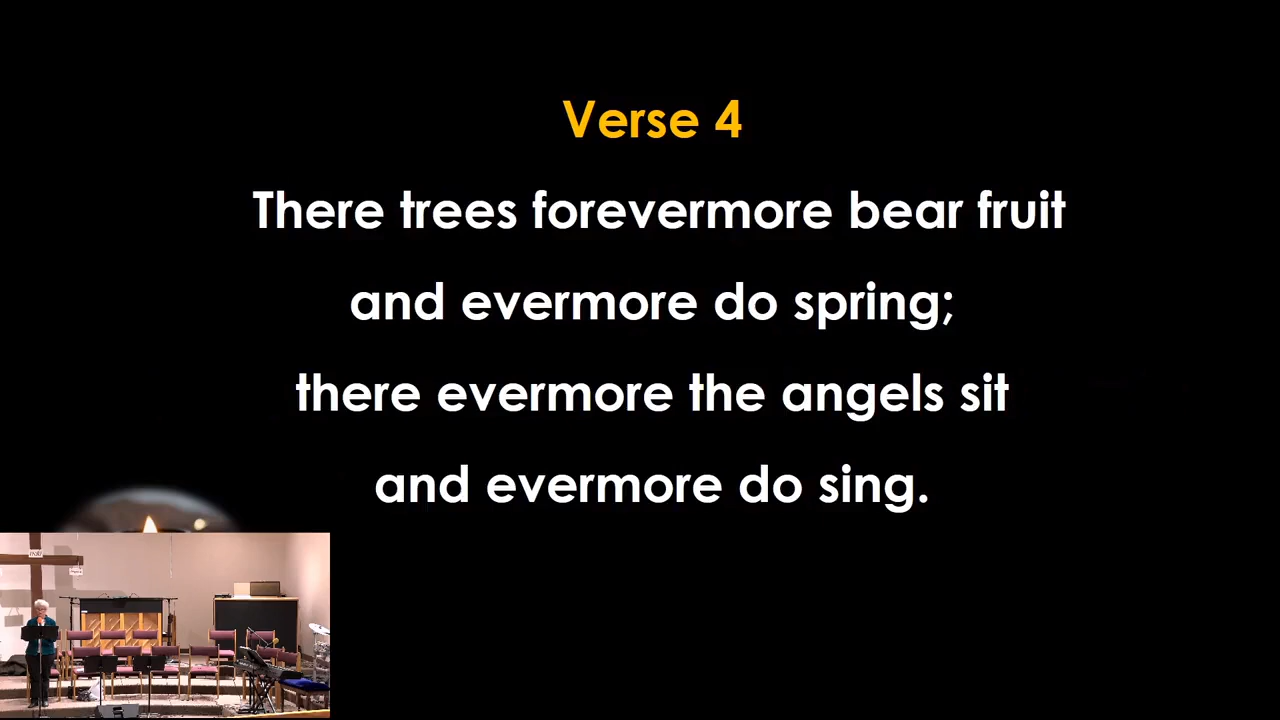 Verse 4
There trees forevermore bear fruit
and evermore do spring;
there evermore the angels sit
and evermore do sing.